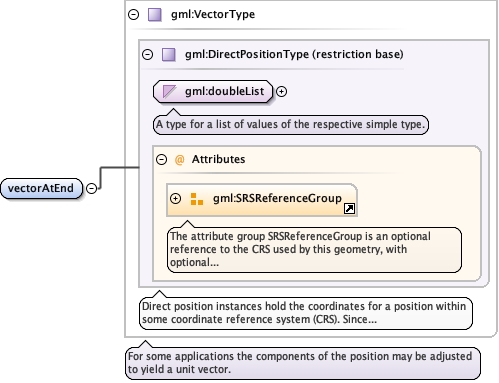 gml:VectorType
gml:DirectPositionType (restriction base)
gml:doubleList
A type for a list of values of the respective simple type.
@ Attributes
vectorAtEnd
gml:SRSReferenceGroup
The attribute group SRSReferenceGroup is an optional
reference to the CRS used by this geometry, with
optional...
Direct position instances hold the coordinates for a position within
some coordinate reference system (CRS). Since...
For some applications the components of the position may be adjusted
to yield a unit vector.